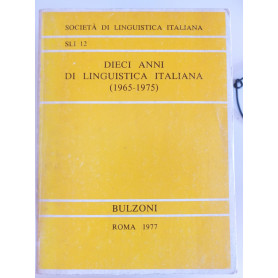 SOCIETÀ DI LINGUISTICA ITALIANA
SLI 12
DIECI ANNI
DI LINGUISTICA ITALIANA
(1965-1975)
BULZONI
ROMA 1977